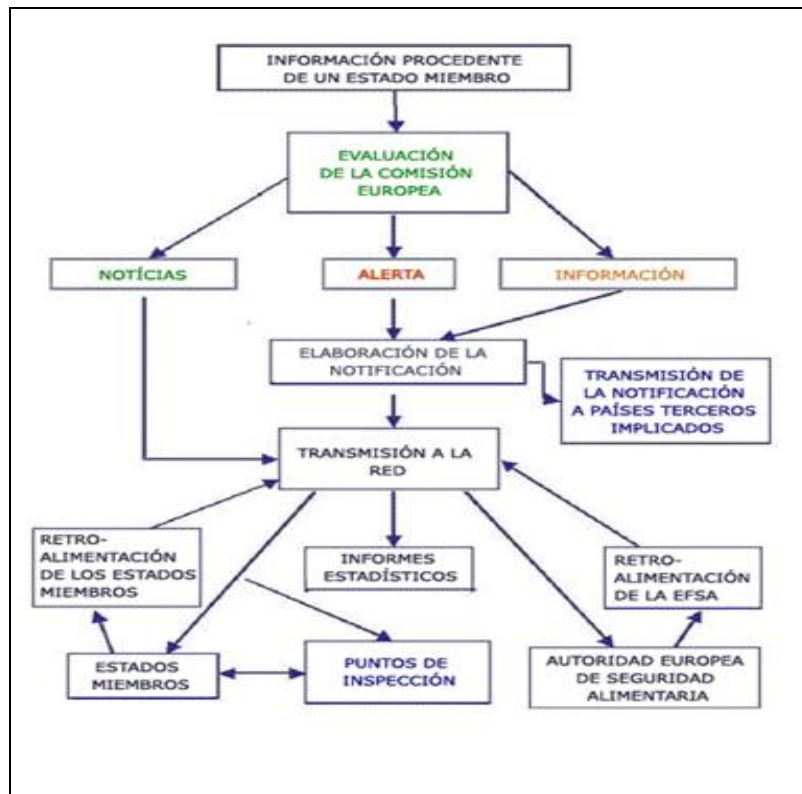 INFORMACIÓN PROCEDENTE
DE UN ESTADO MIEMBRO
EVALUACIÓN
DE LA COMISIÓN
EUROPEA
NOTÍCIAS
ALERTA
INFORMACIÓN
ELABORACIÓN DE LA
NOTIFICACIÓN
TRANSMISIÓN DE
LA NOTIFICACIÓN
A PAÍSES TERCEROS
IMPLICADOS
TRANSMISIÓN A LA
RED
RETRO-
ALIMENTACIÓN
DE LOS ESTADOS
MIEMBROS
INFORMES
ESTADÍSTICOS
RETRO-
ALIMENTACIÓN
DE LA EFSA
ESTADOS
MIEMBROS
PUNTOS DE
INSPECCIÓN
AUTORIDAD EUROPEA
DE SEGURIDAD
ALIMENTARIA